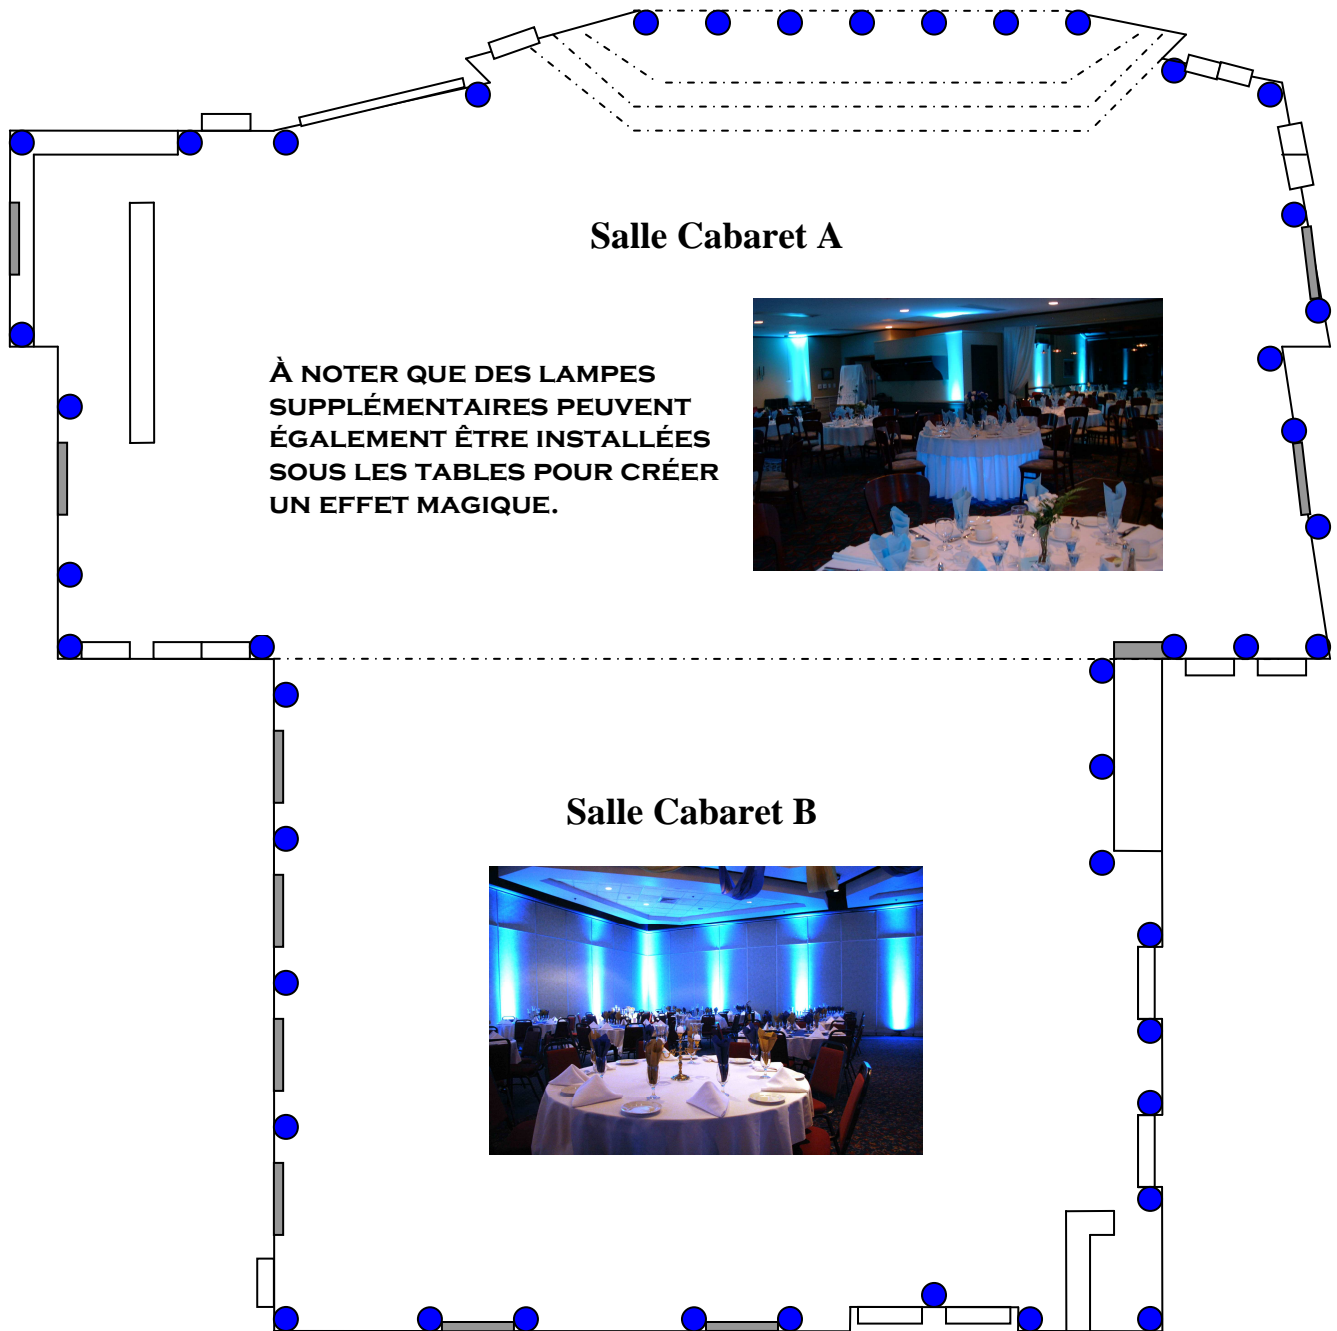 Salle Cabaret A
À NOTER QUE DES LAMPES
SUPPLÉMENTAIRES PEUVENT
ÉGALEMENT ÊTRE INSTALLÉES
SOUS LES TABLES POUR CRÉER
UN EFFET MAGIQUE.
Salle Cabaret B